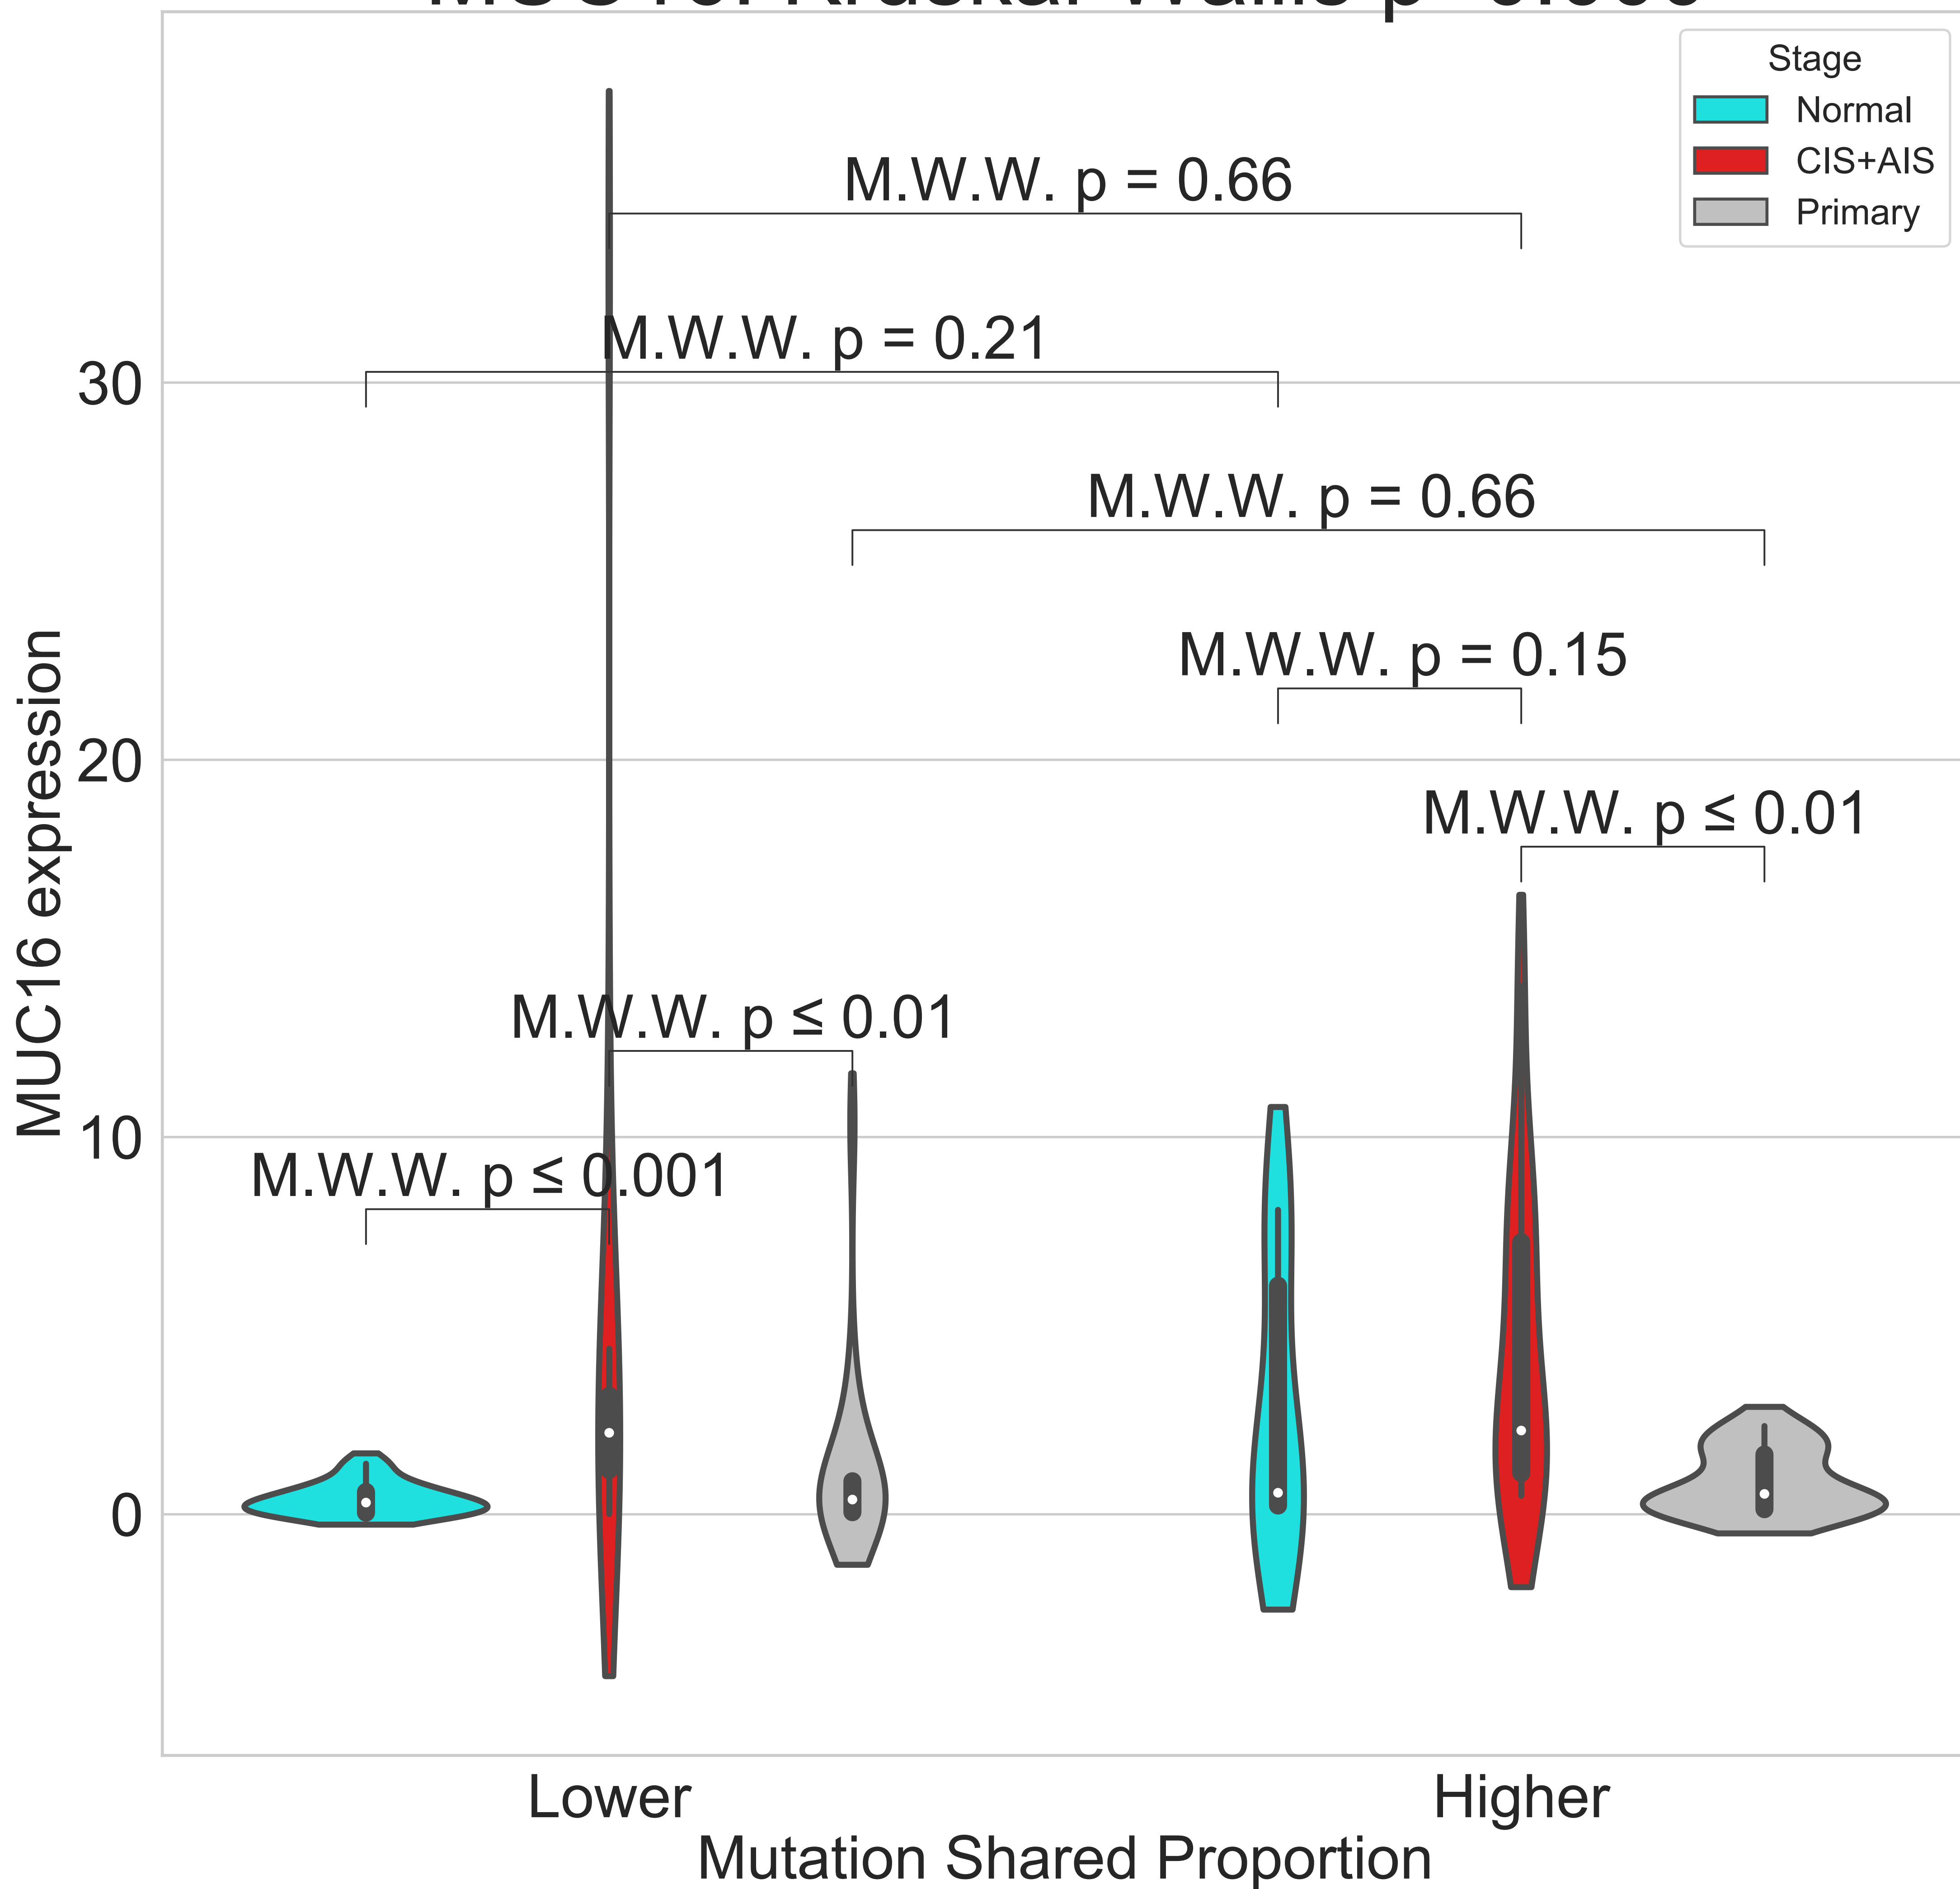 Stage
Normal
CIS+AIS
Primary
M.W.W. p = 0.66
M.W.W. p = 0.21
M.W.W. p = 0.66
M.W.W. p = 0.15
M.W.W. p ≤ 0.01
M.W.W. p ≤ 0.01
M.W.W. p ≤ 0.001
MUC16 expression
30
20
10
0
Lower
Higher
Mutation Shared Proportion